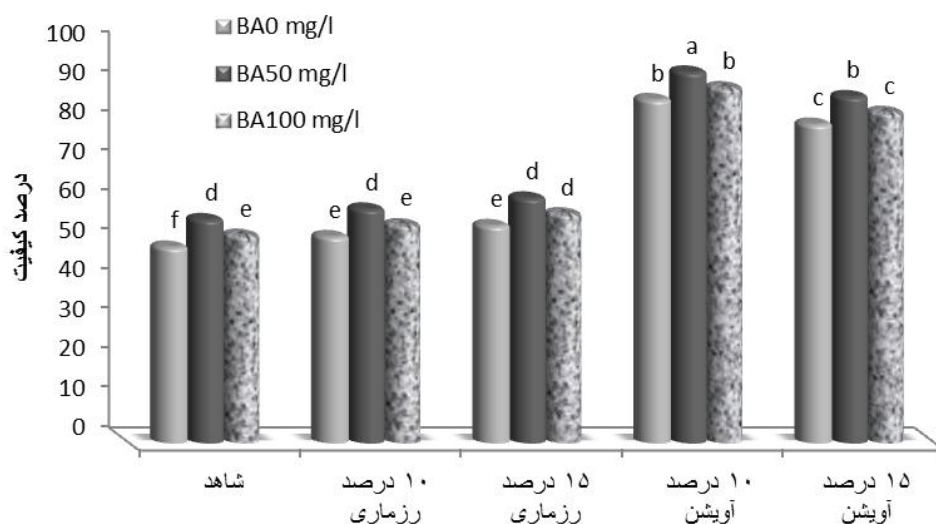 BA0 mg/l
BA50 mg/l
BA100 mg/l
درصد کیفیت
100
90
80
70
60
50
40
30
20
10
0
f d e e d e e d d b a b c b c
شاهد
۱۰ درصد
رزماری
۱۵ درصد
رزماری
۱۰ درصد
آویشن
۱۵ درصد
آویشن